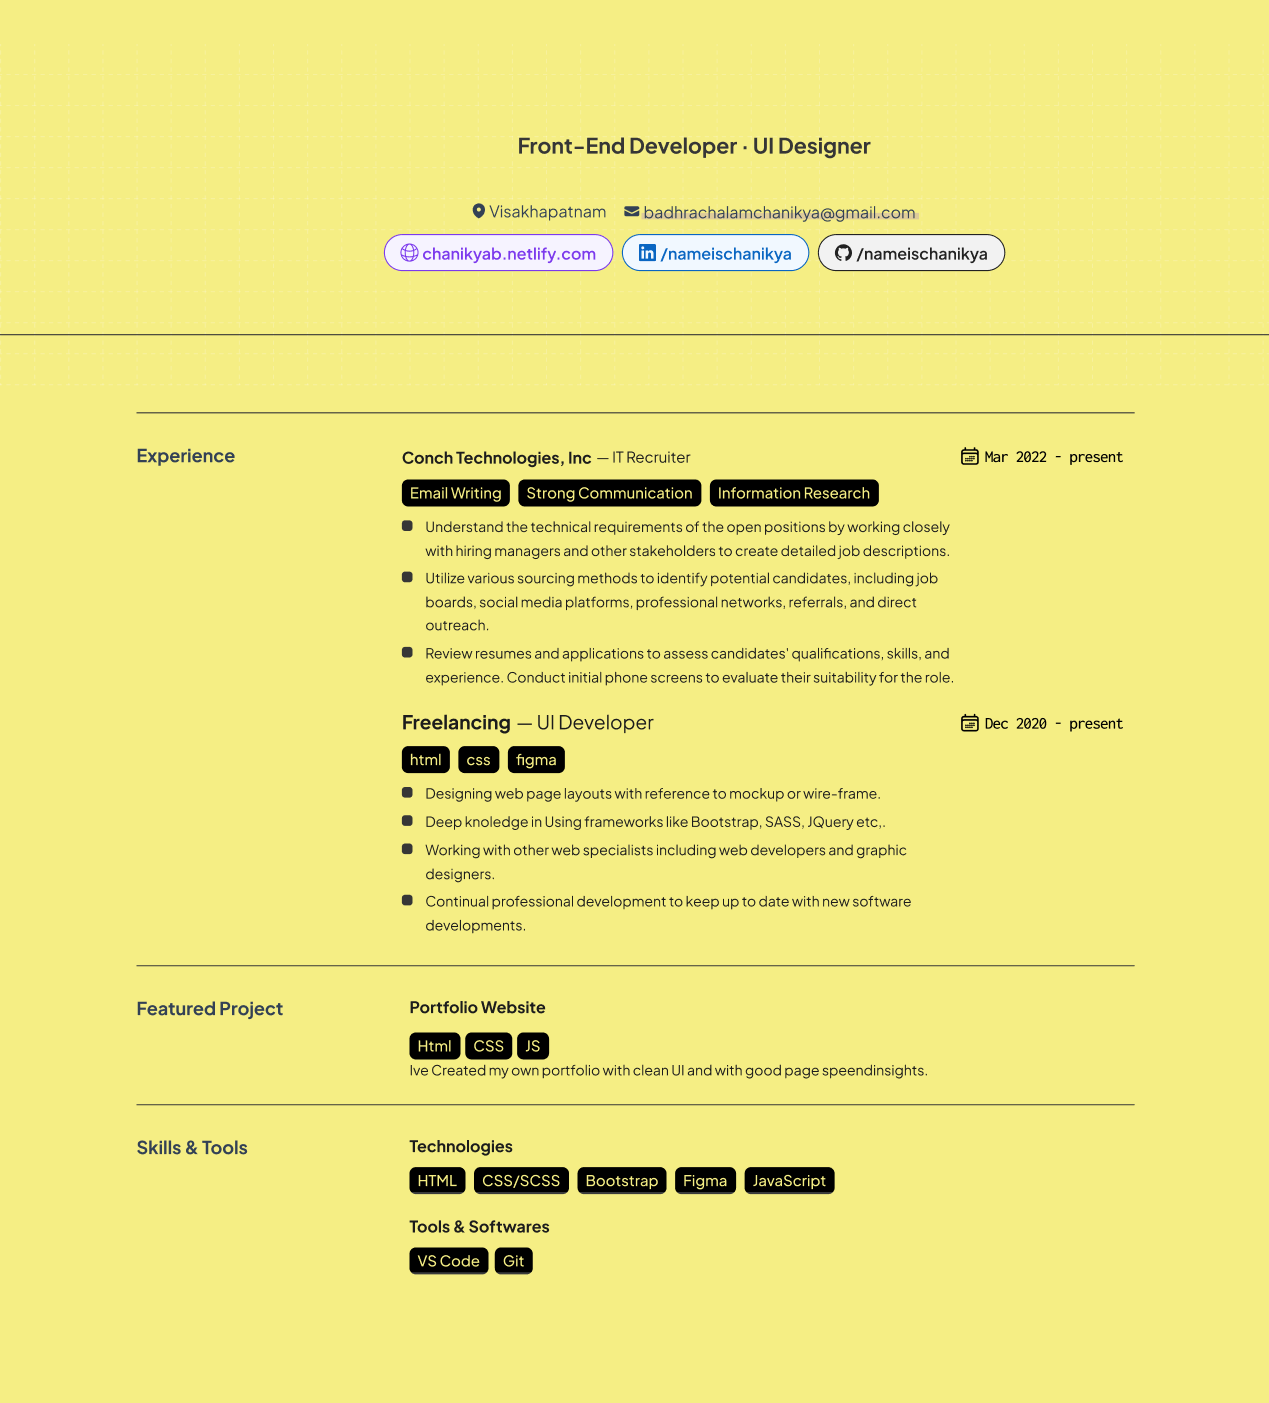 Front-End Developer · UI Designer
Visakhapatnam badhrachalamchanikya@gmail.com
chanikyab.netlify.com /nameischanikya /nameischanikya
Experience
Conch Technologies, Inc — IT Recruiter Mar 2022 - present
Email Writing Strong Communication Information Research
Understand the technical requirements of the open positions by working closely
with hiring managers and other stakeholders to create detailed job descriptions.
Utilize various sourcing methods to identify potential candidates, including job
boards, social media platforms, professional networks, referrals, and direct
outreach.
Review resumes and applications to assess candidates' qualifications, skills, and
experience. Conduct initial phone screens to evaluate their suitability for the role.
Freelancing — UI Developer Dec 2020 - present
html css figma
Designing web page layouts with reference to mockup or wire-frame.
Deep knoledge in Using frameworks like Bootstrap, SASS, JQuery etc,.
Working with other web specialists including web developers and graphic
designers.
Continual professional development to keep up to date with new software
developments.
Featured Project
Portfolio Website
Html CSS JS
Ive Created my own portfolio with clean UI and with good page speendinsights.
Skills & Tools
Technologies
HTML CSS/SCSS Bootstrap Figma JavaScript
Tools & Softwares
VS Code Git